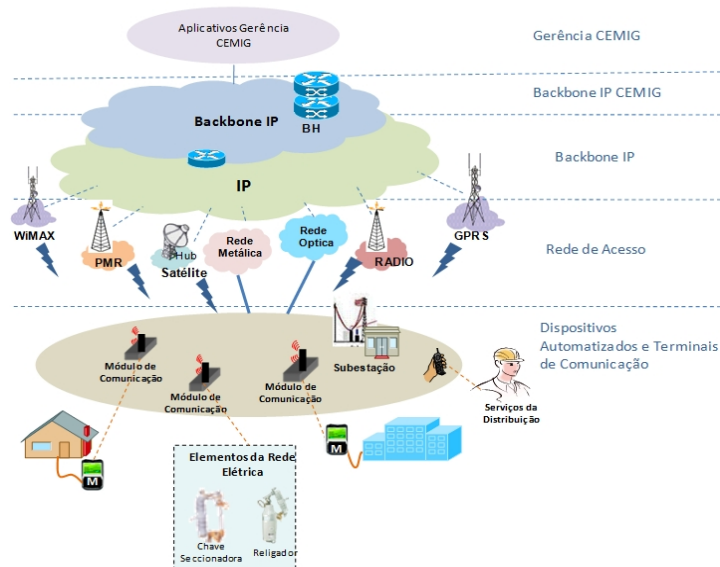 Aplicativos Gerência
CEMIG
Gerência CEMIG
Backbone IP CEMIG
Backbone IP
BH
Backbone IP
IP
WiMAX
PMR
Hub
Satélite
Rede
Metálica
Rede
Optica
RADIO
GPRS
Rede de Acesso
Dispositivos
Automatizados e Terminais
de Comunicação
Módulo de
Comunicação
Módulo de
Comunicação
Módulo de
Comunicação
Subestação
Serviços da
Distribuição
M
M
Elementos da Rede
Elétrica
Chave
Seccionadora
Religador